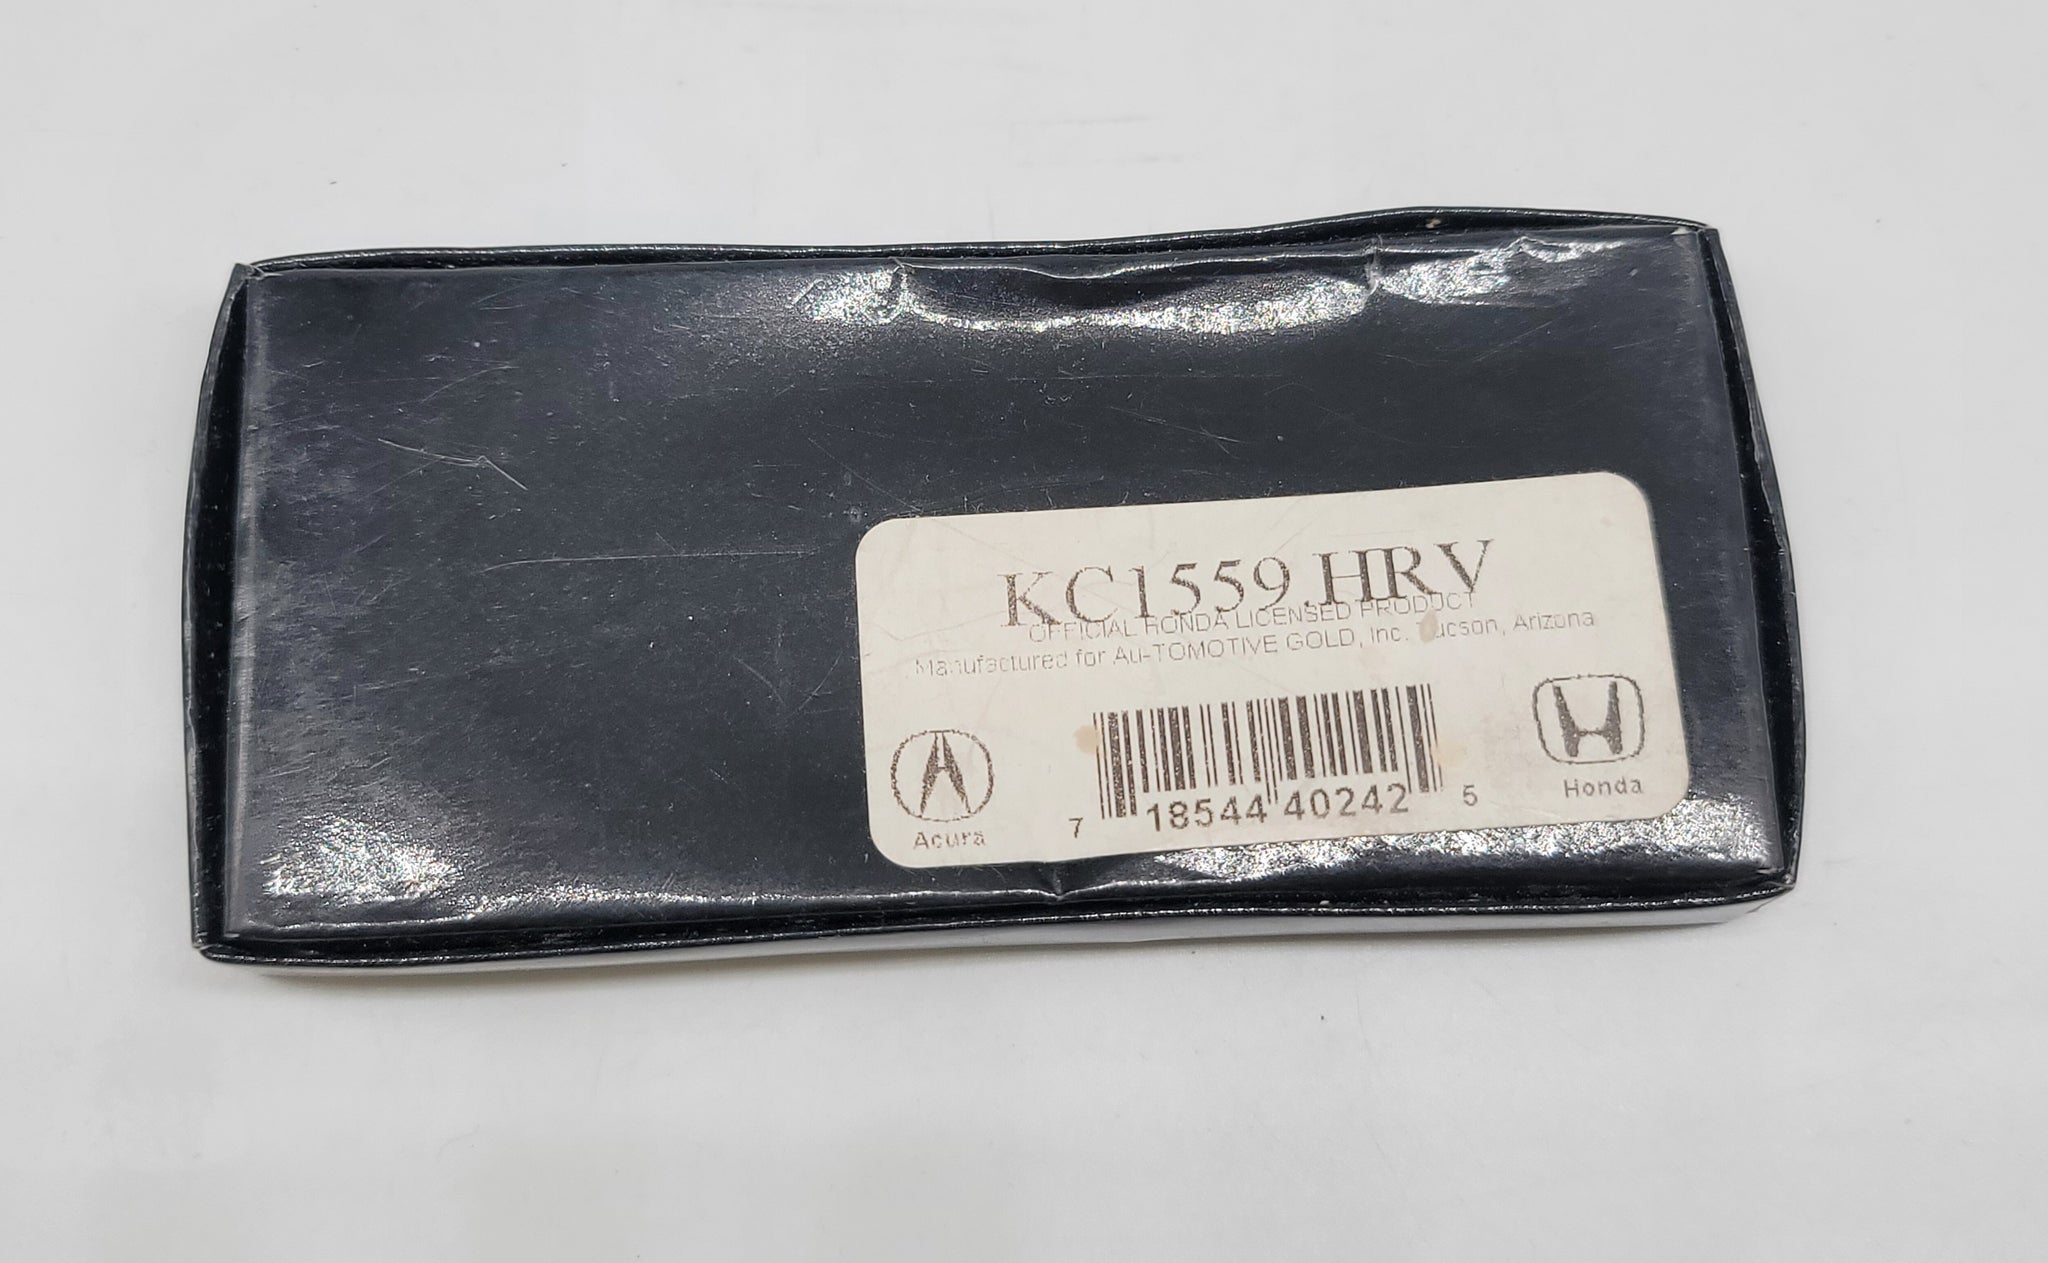 KC1559.HRV
OFFICIAL HONDA LICENSED PRODUCT
Manufactured for Au-TOMOTIVE GOLD, Inc. Tucson, Arizona
Acura
7 18544 40242 5
Honda